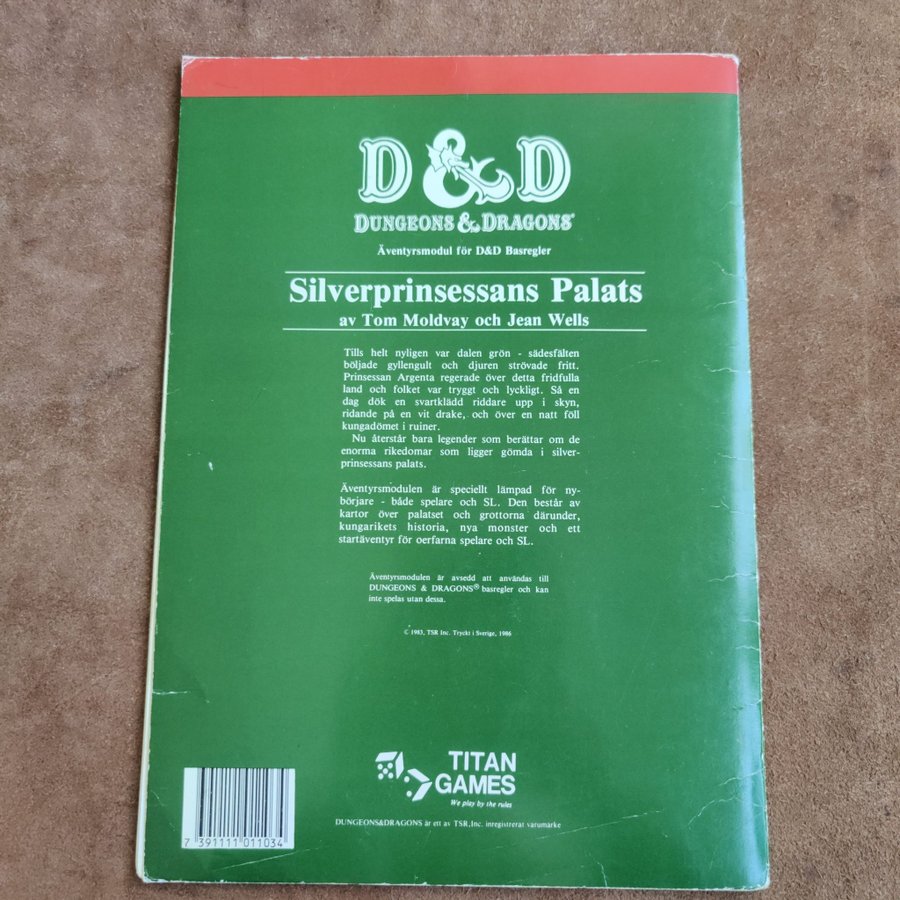 D&D
DUNGEONS & DRAGONS®
Äventyrsmodul för D&D Basregler
Silverprinsessans Palats
av Tom Moldvay och Jean Wells
Tills helt nyligen var dalen grön - sädesfälten
böljade gyllengult och djuren strövade fritt.
Prinsessan Argenta regerade över detta fridfulla
land och folket var tryggt och lyckligt. Så en
dag dök en svartklädd riddare upp i skyn,
ridande på en vit drake, och över en natt föll
kungadömet i ruiner.
Nu återstår bara legender som berättar om de
enorma rikedomar som ligger gömda i silver-
prinsessans palats.
Äventyrsmodulen är speciellt lämpad för ny-
börjare - både spelare och SL. Den består av
kartor över palatset och grottorna därunder,
kungarikets historia, nya monster och ett
startäventyr för oerfarna spelare och SL.
Äventyrsmodulen är avsedd att användas till
DUNGEONS & DRAGONS® basregler och kan
inte spelas utan dessa.
© 1983, TSR Inc. Tryckt i Sverige, 1986
TITAN
GAMES
We play by the rules
DUNGEONS&DRAGONS är ett av TSR,Inc. inregistrerat varumärke
7 391111 011034